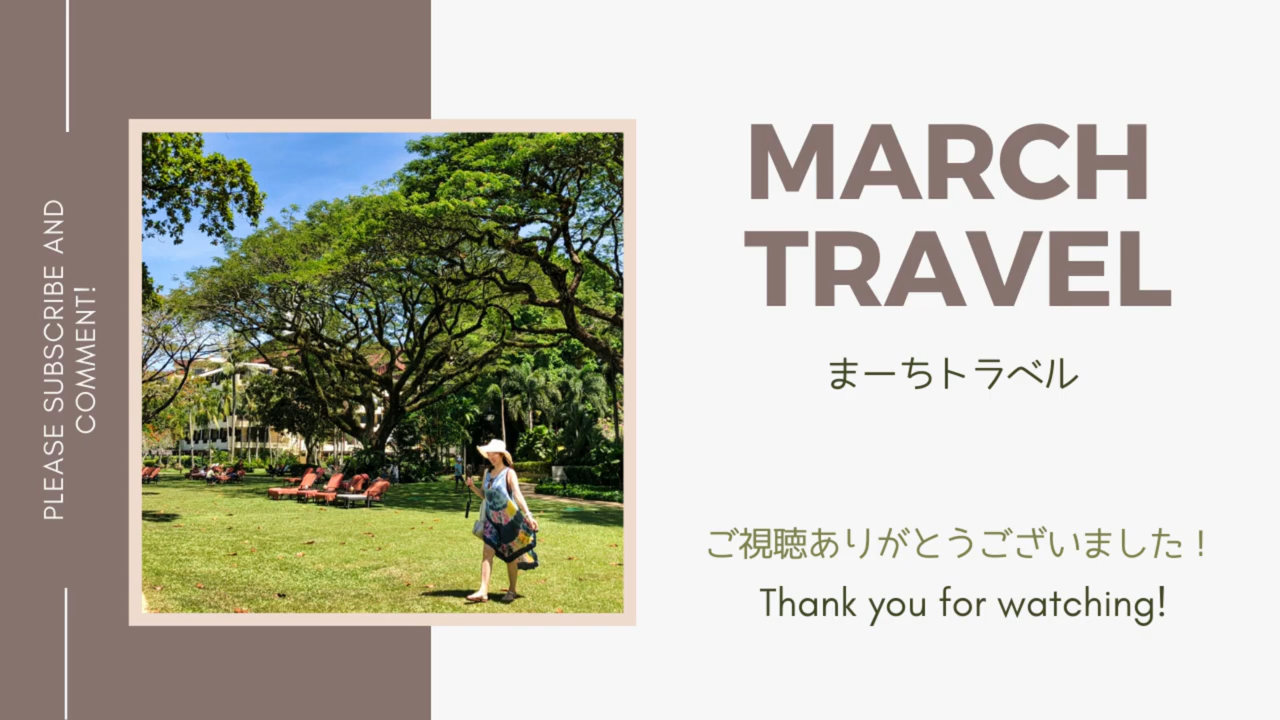 PLEASE SUBSCRIBE AND
COMMENT!
MARCH
TRAVEL
まーちトラベル
ご視聴ありがとうございました！
Thank you for watching!